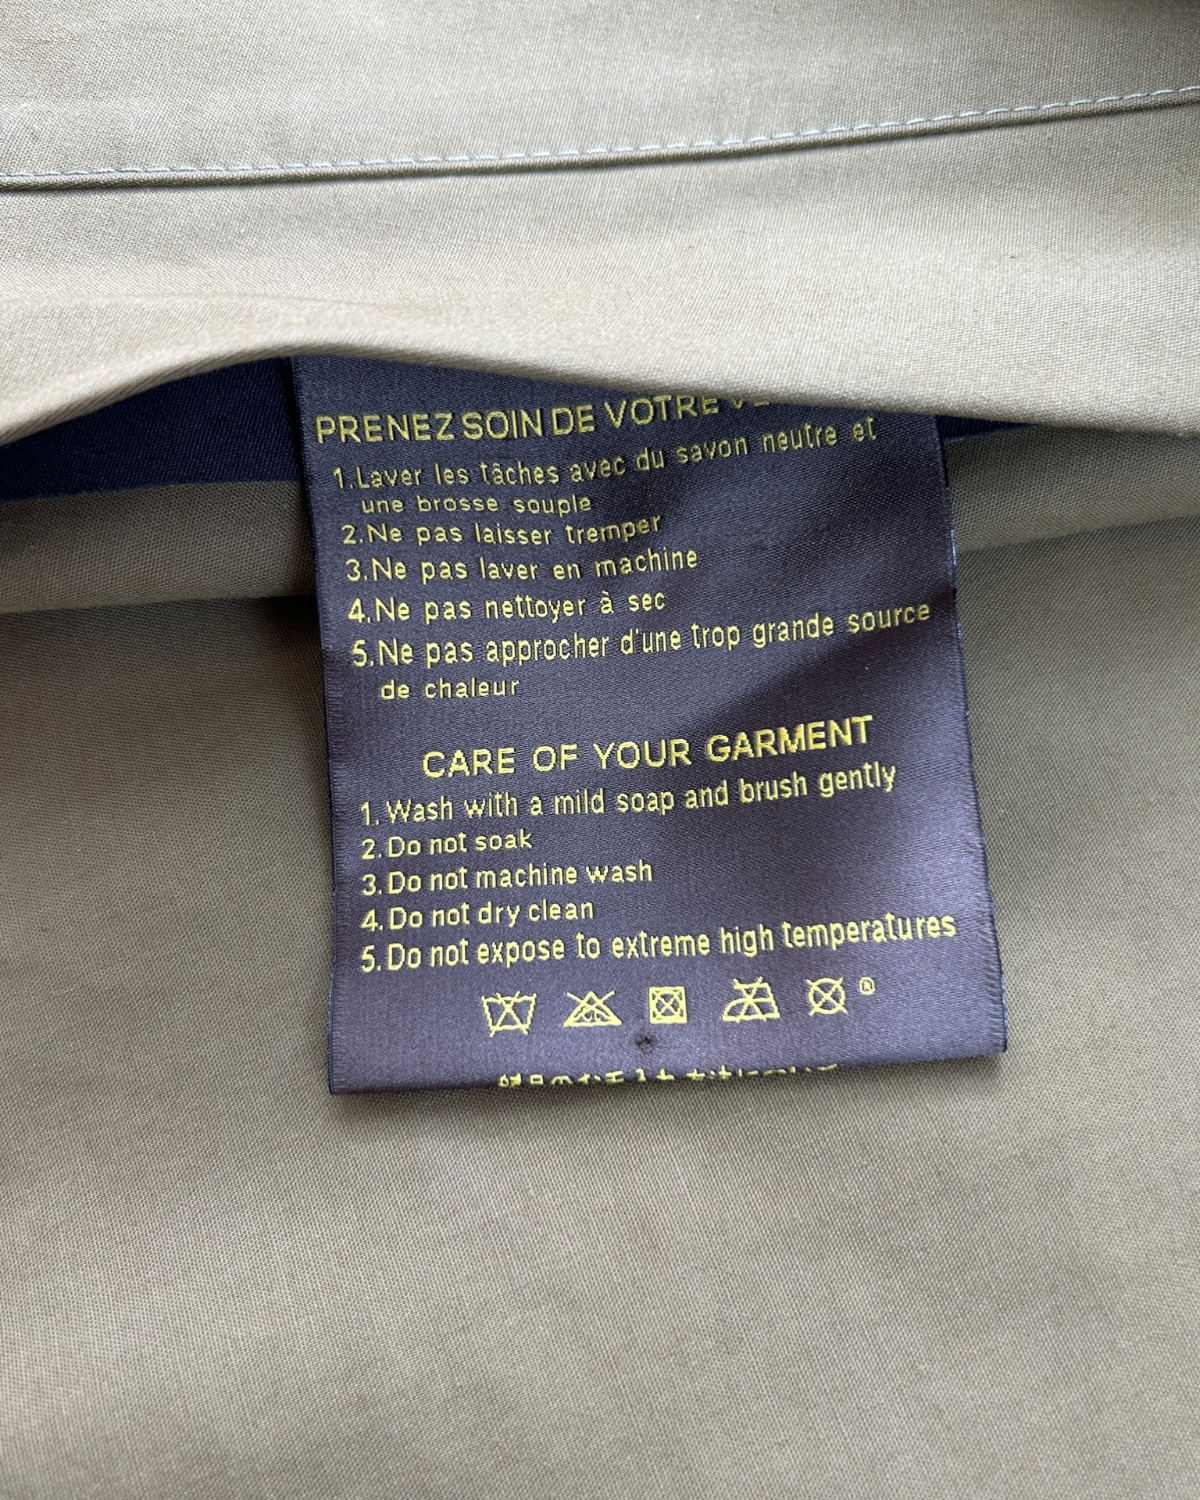 PRENEZ SOIN DE VOTRE
1.Laver les tâches avec du savon neutre et
une brosse souple
2.Ne pas laisser tremper
3.Ne pas laver en machine
4.Ne pas nettoyer à sec
5.Ne pas approcher d'une trop grande source
de chaleur
CARE OF YOUR GARMENT
1. Wash with a mild soap and brush gently
2. Do not soak
3. Do not machine wash
4. Do not dry clean
5. Do not expose to extreme high temperatures
®